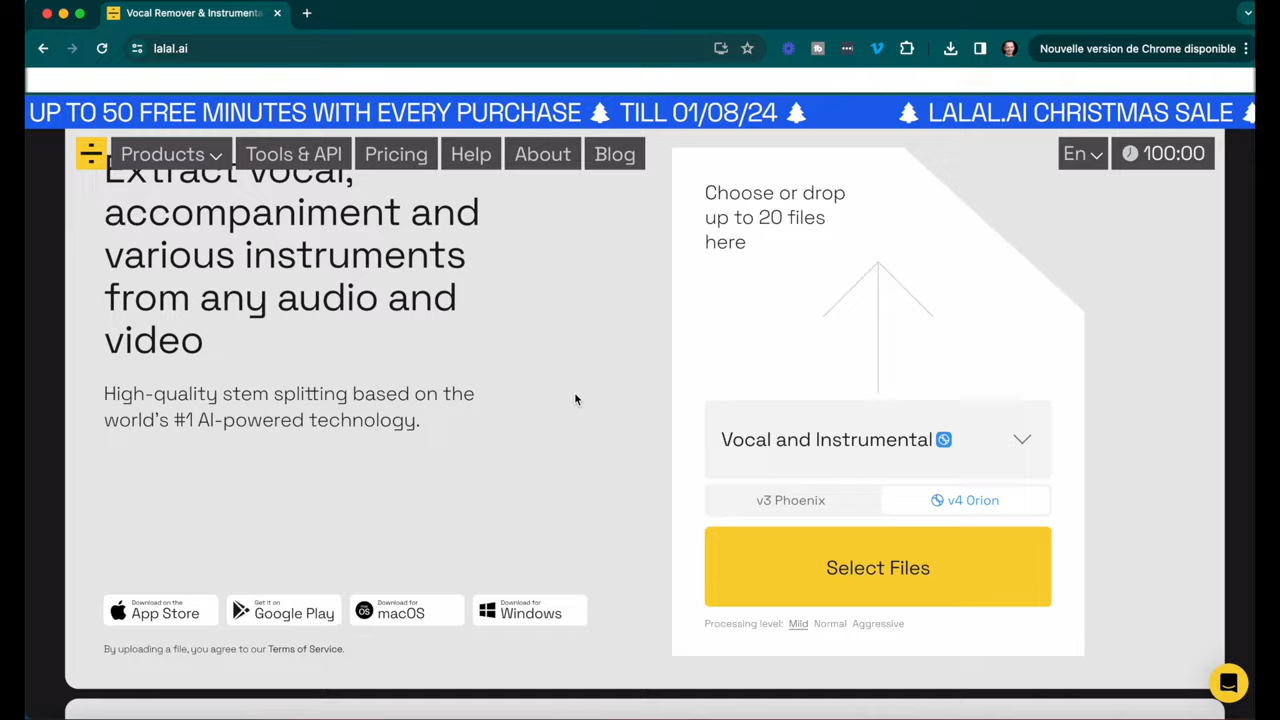 Vocal Remover & Instrumenta
lalal.ai
Nouvelle version de Chrome disponible
UP TO 50 FREE MINUTES WITH EVERY PURCHASE 🌲 TILL 01/08/24 🌲 🌲 LALAL.AI CHRISTMAS SALE
Products Tools & API Pricing Help About Blog En 100:00
Extract vocal,
accompaniment and
various instruments
from any audio and
video
High-quality stem splitting based on the
world's #1 AI-powered technology.
Download on the
App Store
Get it on
Google Play
Download for
macOS
Download for
Windows
By uploading a file, you agree to our Terms of Service.
Choose or drop
up to 20 files
here
Vocal and Instrumental
v3 Phoenix v4 Orion
Select Files
Processing level: Mild Normal Aggressive